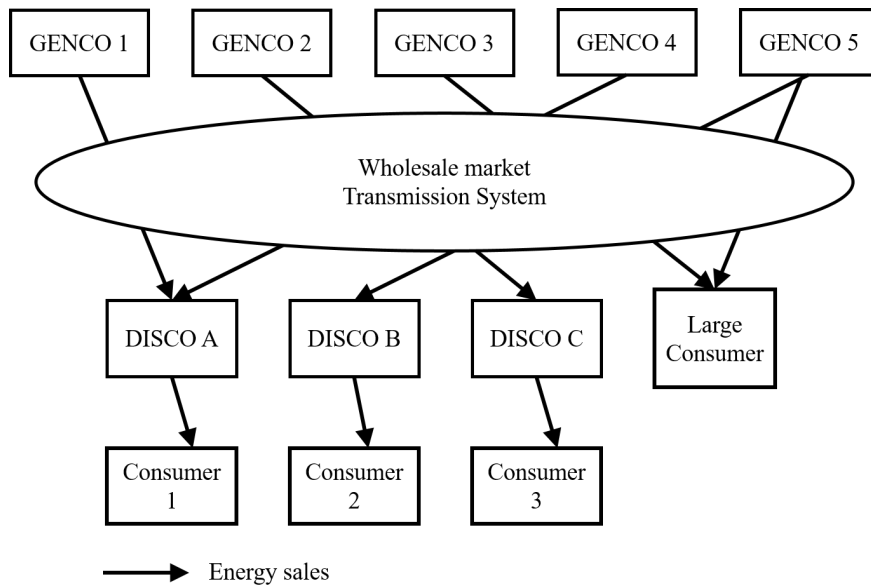 GENCO 1
GENCO 2
GENCO 3
GENCO 4
GENCO 5
Wholesale market
Transmission System
DISCO A
DISCO B
DISCO C
Large
Consumer
Consumer
1
Consumer
2
Consumer
3
Energy sales